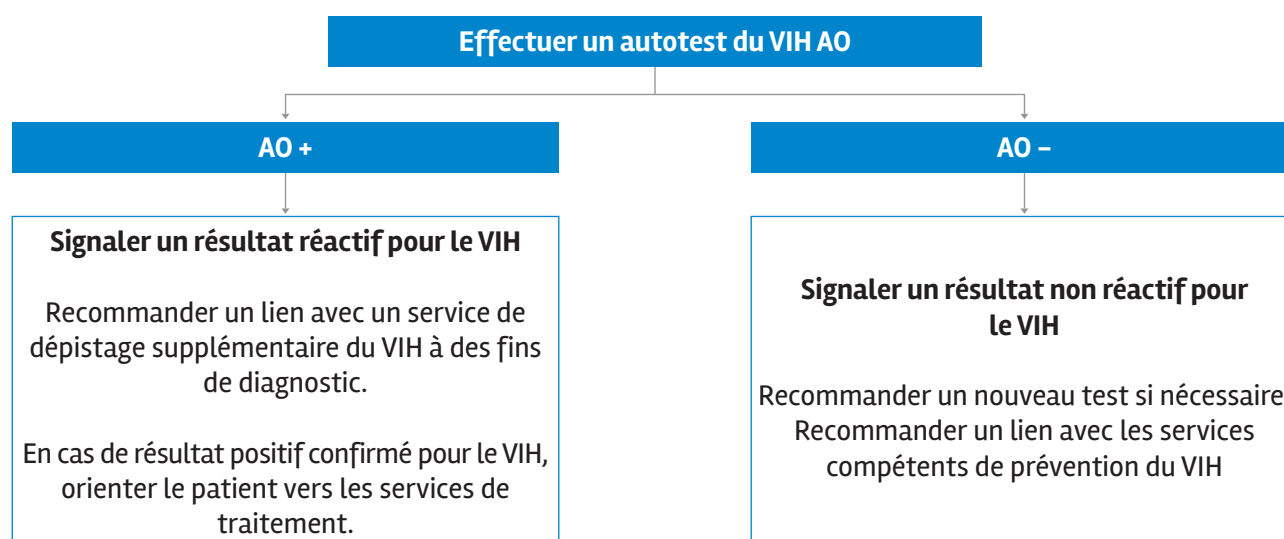 Effectuer un autotest du VIH A0
A0 +
Signaler un résultat réactif pour le VIH
Recommander un lien avec un service de
dépistage supplémentaire du VIH à des fins
de diagnostic.
En cas de résultat positif confirmé pour le VIH,
orienter le patient vers les services de
traitement.
A0 –
Signaler un résultat non réactif pour
le VIH
Recommander un nouveau test si nécessaire
Recommander un lien avec les services
compétents de prévention du VIH